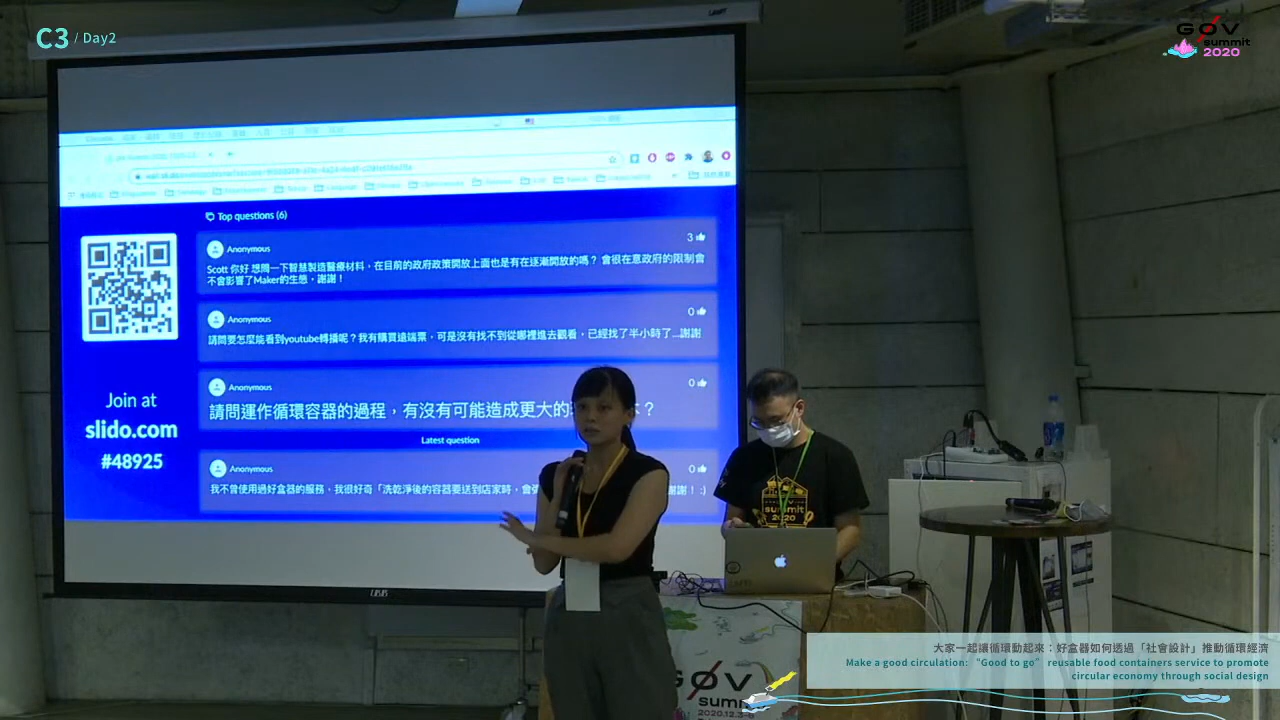 C3 / Day2
GØV
summit
2020
Top questions (6)
Anonymous
3
Scott 你好 想問一下智慧製造醫療材料，在目前的政府政策開放上面也是有在逐漸開放的嗎？ 會很在意政府的限制會
不會影響了Maker的生態，謝謝！
Anonymous
0
請問要怎麼能看到youtube轉播呢？我有購買遠端票，可是沒有找不到從哪裡進去觀看，已經找了半小時了...謝謝
Anonymous
0
請問運作循環容器的過程，有沒有可能造成更大的 ？
Latest question
Anonymous
0
我不曾使用過好盒器的服務，我很好奇「洗乾淨後的容器要送到店家時，會 謝！ :)
Join at
slido.com
#48925
summit
2020
GØV
summ
2020.12.3
大家一起讓循環動起來：好盒器如何透過「社會設計」推動循環經濟
Make a good circulation: “Good to go” reusable food containers service to promote
circular economy through social design